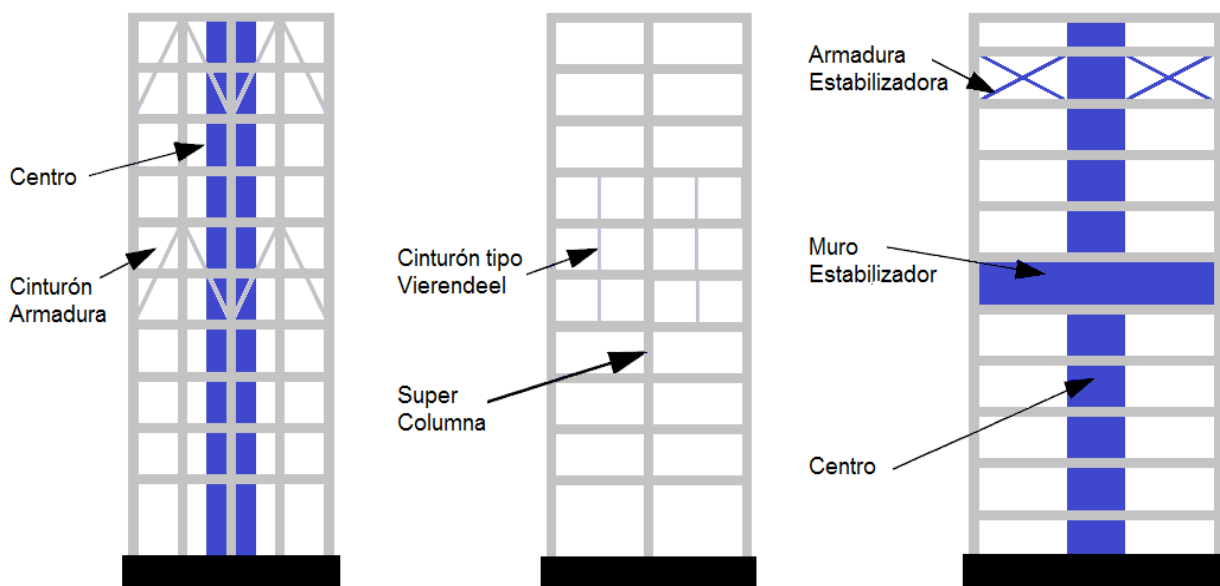 Centro
Cinturón
Armadura
Cinturón tipo
Vierendeel
Super
Columna
Armadura
Estabilizadora
Muro
Estabilizador
Centro